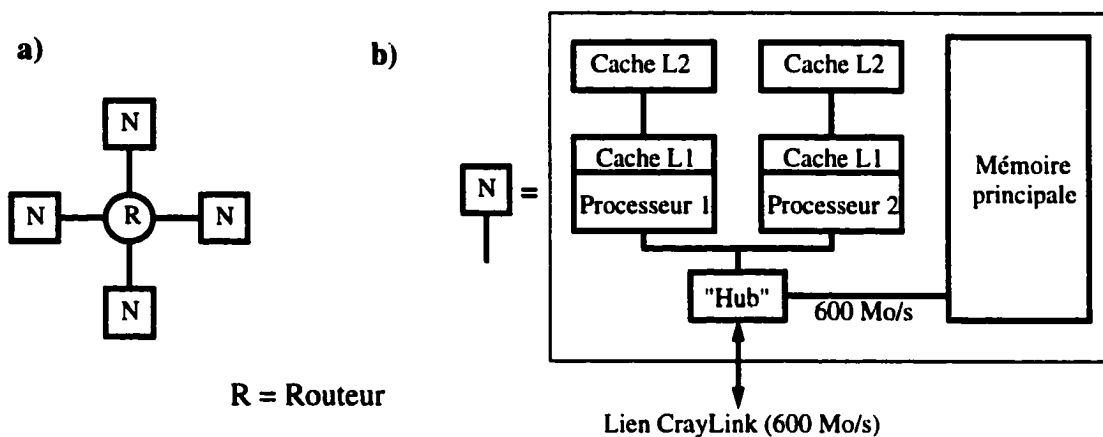 a)
N
N
R
N
N
R = Routeur
b)
N
=
Cache L2
Cache L2
Cache L1
Cache L1
Processeur 1
Processeur 2
Mémoire
principale
"Hub"
600 Mo/s
Lien CrayLink (600 Mo/s)